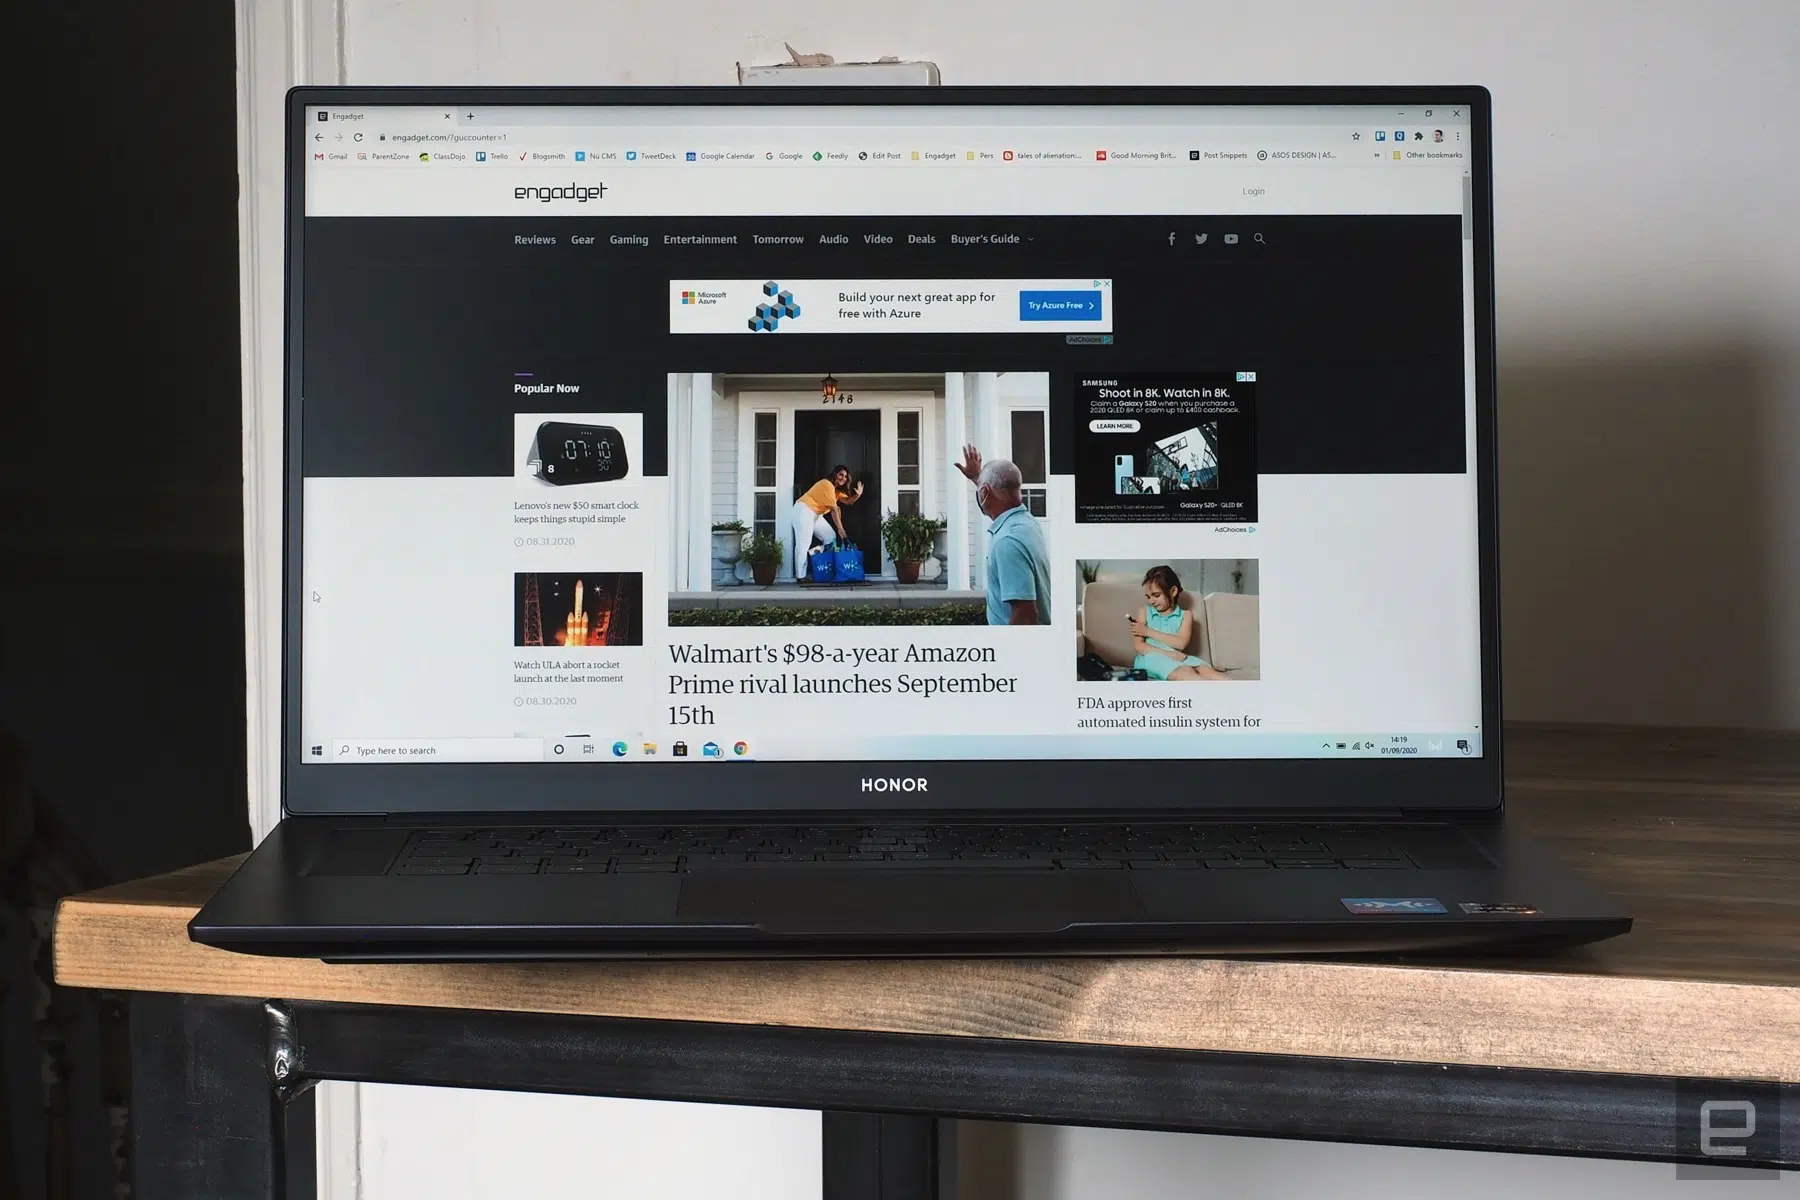 Engadget
engadget.com/?guccounter=1
Gmail
ParentZone
ClassDojo
Trello
Blogsmith
Nu CMS
TweetDeck
Google Calendar
Google
Feedly
Edit Post
Engadget
Pers
tales of alienation:...
Good Morning Brit...
Post Snippets
ASOS DESIGN | AS...
»
Other bookmarks
engadget
Login
Reviews
Gear
Gaming
Entertainment
Tomorrow
Audio
Video
Deals
Buyer's Guide
Microsoft
Azure
Build your next great app for
free with Azure
Try Azure Free
AdChoices
Popular Now
07:10
8
Lenovo's new $50 smart clock
keeps things stupid simple
08.31.2020
Watch ULA abort a rocket
launch at the last moment
08.30.2020
2148
Walmart's $98-a-year Amazon
Prime rival launches September
15th
SAMSUNG
Shoot in 8K. Watch in 8K.
Claim a Galaxy S20 when you purchase a
2020 QLED 8K or claim up to £400 cashback.
LEARN MORE
Galaxy S20+ QLED 8K
AdChoices
FDA approves first
automated insulin system for
Type here to search
14:19
01/09/2020
HONOR
e